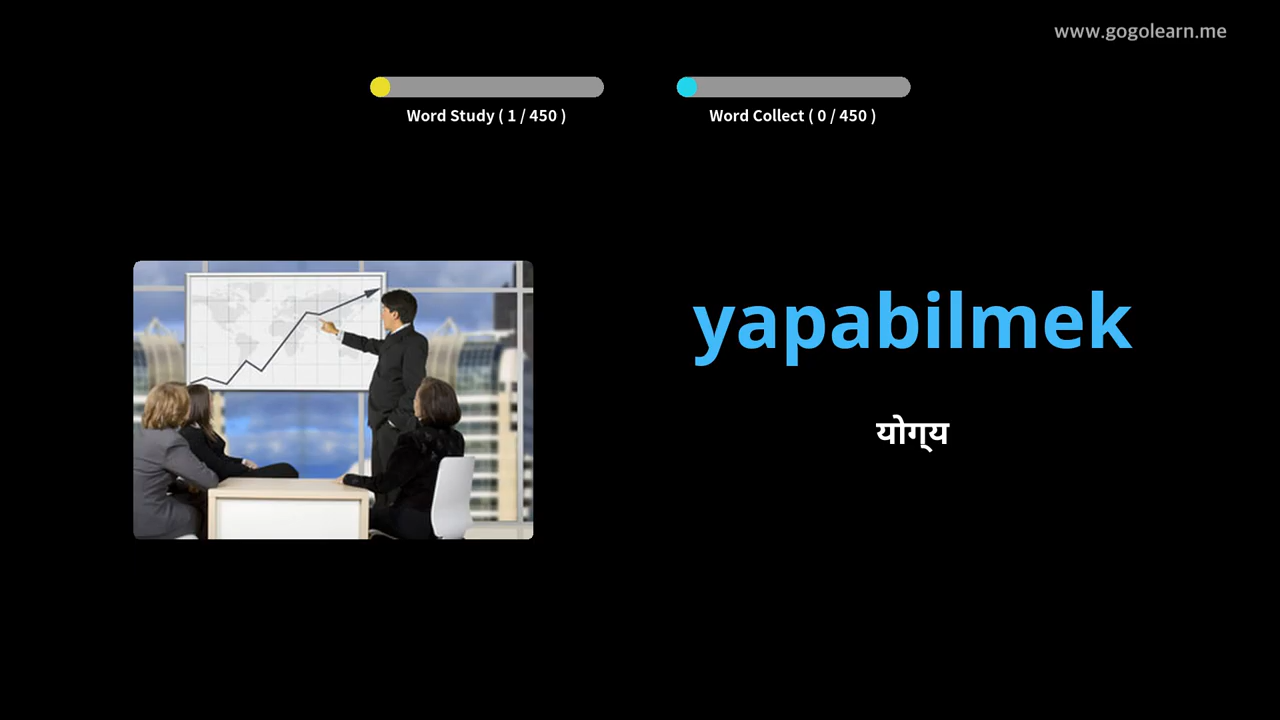 www.gogolearn.me
Word Study ( 1 / 450 )
Word Collect ( 0 / 450 )
yapabilmek
योग्य